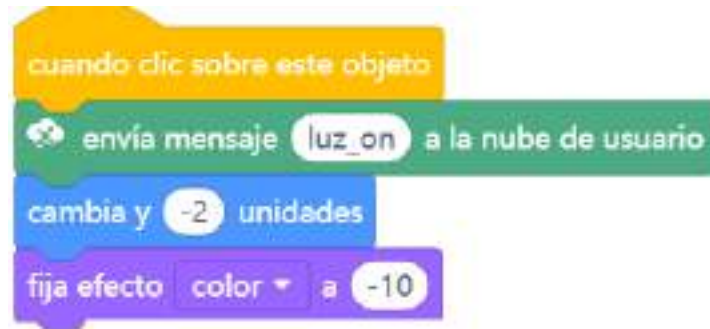 cuando clic sobre este objeto
envía mensaje luz_on a la nube de usuario
cambia y -2 unidades
fija efecto color a -10